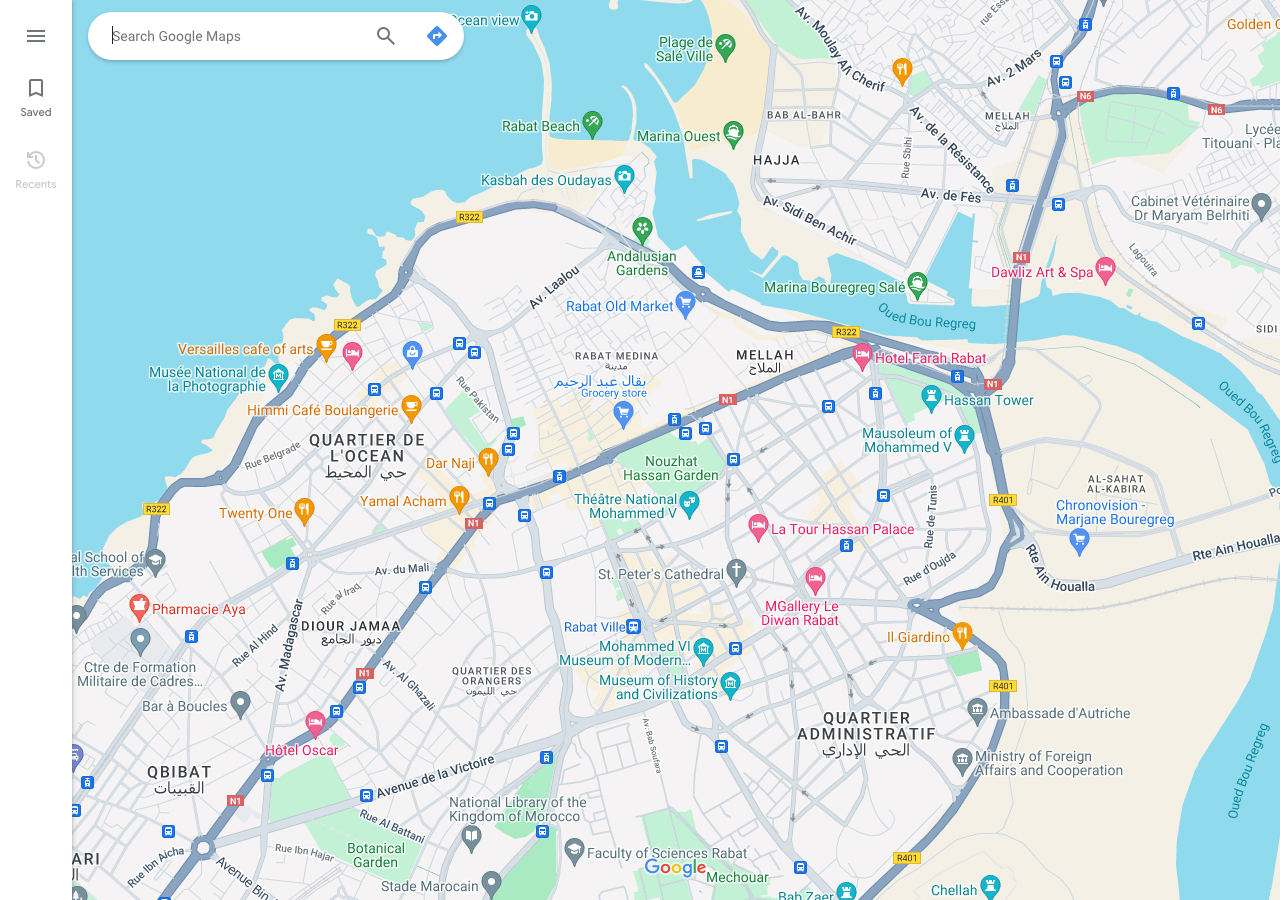 Search Google Maps
Saved
Recents
Ocean view
Plage de
Salé Ville
Av. Moulay Ali Cherif
Av. 2 Mars
Golden
N6
N6
BAB AL-BAHR
MELLAH
الملاح
Rabat Beach
Marina Ouest
Av. de la Résistance
Rue Sbihi
Lycée
Titouani - Pla
HAJJA
Kasbah des Oudayas
Av. de Fès
Av. Sidi Ben Achir
Cabinet Vétérinaire
Dr Maryam Belrhiti
R322
Andalusian
Gardens
N1
Lagouira
Dawliz Art & Spa
Av. Laalou
Marina Bouregreg Salé
Rabat Old Market
Oued Bou Regreg
SIDI
R322
R322
Versailles cafe of arts
RABAT MEDINA
مدينة
MELLAH
الملاح
Hotel Farah Rabat
Musée National de
la Photographie
Rue Pakistan
بقال عبد الرحيم
Grocery store
N1
N1
Hassan Tower
Oued Bou Regreg
Himmi Café Boulangerie
QUARTIER DE
L'OCEAN
حي المحيط
Rue Belgrade
Mausoleum of
Mohammed V
Dar Naji
Nouzhat
Hassan Garden
AL-SAHAT
AL-KABIRA
Yamal Acham
Théâtre National
Mohammed V
Rue de Tunis
R401
Chronovision -
Marjane Bouregreg
R322
Twenty One
N1
La Tour Hassan Palace
al School of
lth Services
Av. du Mali
St. Peter's Cathedral
Rue d'Oujda
Rte Ain Houalla
Rte Ain Houalla
Pharmacie Aya
Rue al Iraq
MGallery Le
Diwan Rabat
DIOUR JAMAA
ديور الجامع
Rabat Ville
Il Giardino
Rue Al Hind
Av. Madagascar
Mohammed VI
Museum of Modern...
Ctre de Formation
Militaire de Cadres...
N1
Av. Al Ghazali
QUARTIER DES
ORANGERS
حي الليمون
Museum of History
and Civilizations
R401
Bar à Boucles
Av. Bab Soufara
QUARTIER
ADMINISTRATIF
الحي الإداري
Ambassade d'Autriche
Hôtel Oscar
Ministry of Foreign
Affairs and Cooperation
Oued Bou Regreg
QBIBAT
القبيبات
Avenue de la Victoire
N1
National Library of the
Kingdom of Morocco
Rue Al Battani
Rue Ibn Hajar
Rue Ibn Aicha
Botanical
Garden
Faculty of Sciences Rabat
Google
R401
ARI
Avenue Bin
Stade Marocain
Mechouar
Bab Zaer
Chellah